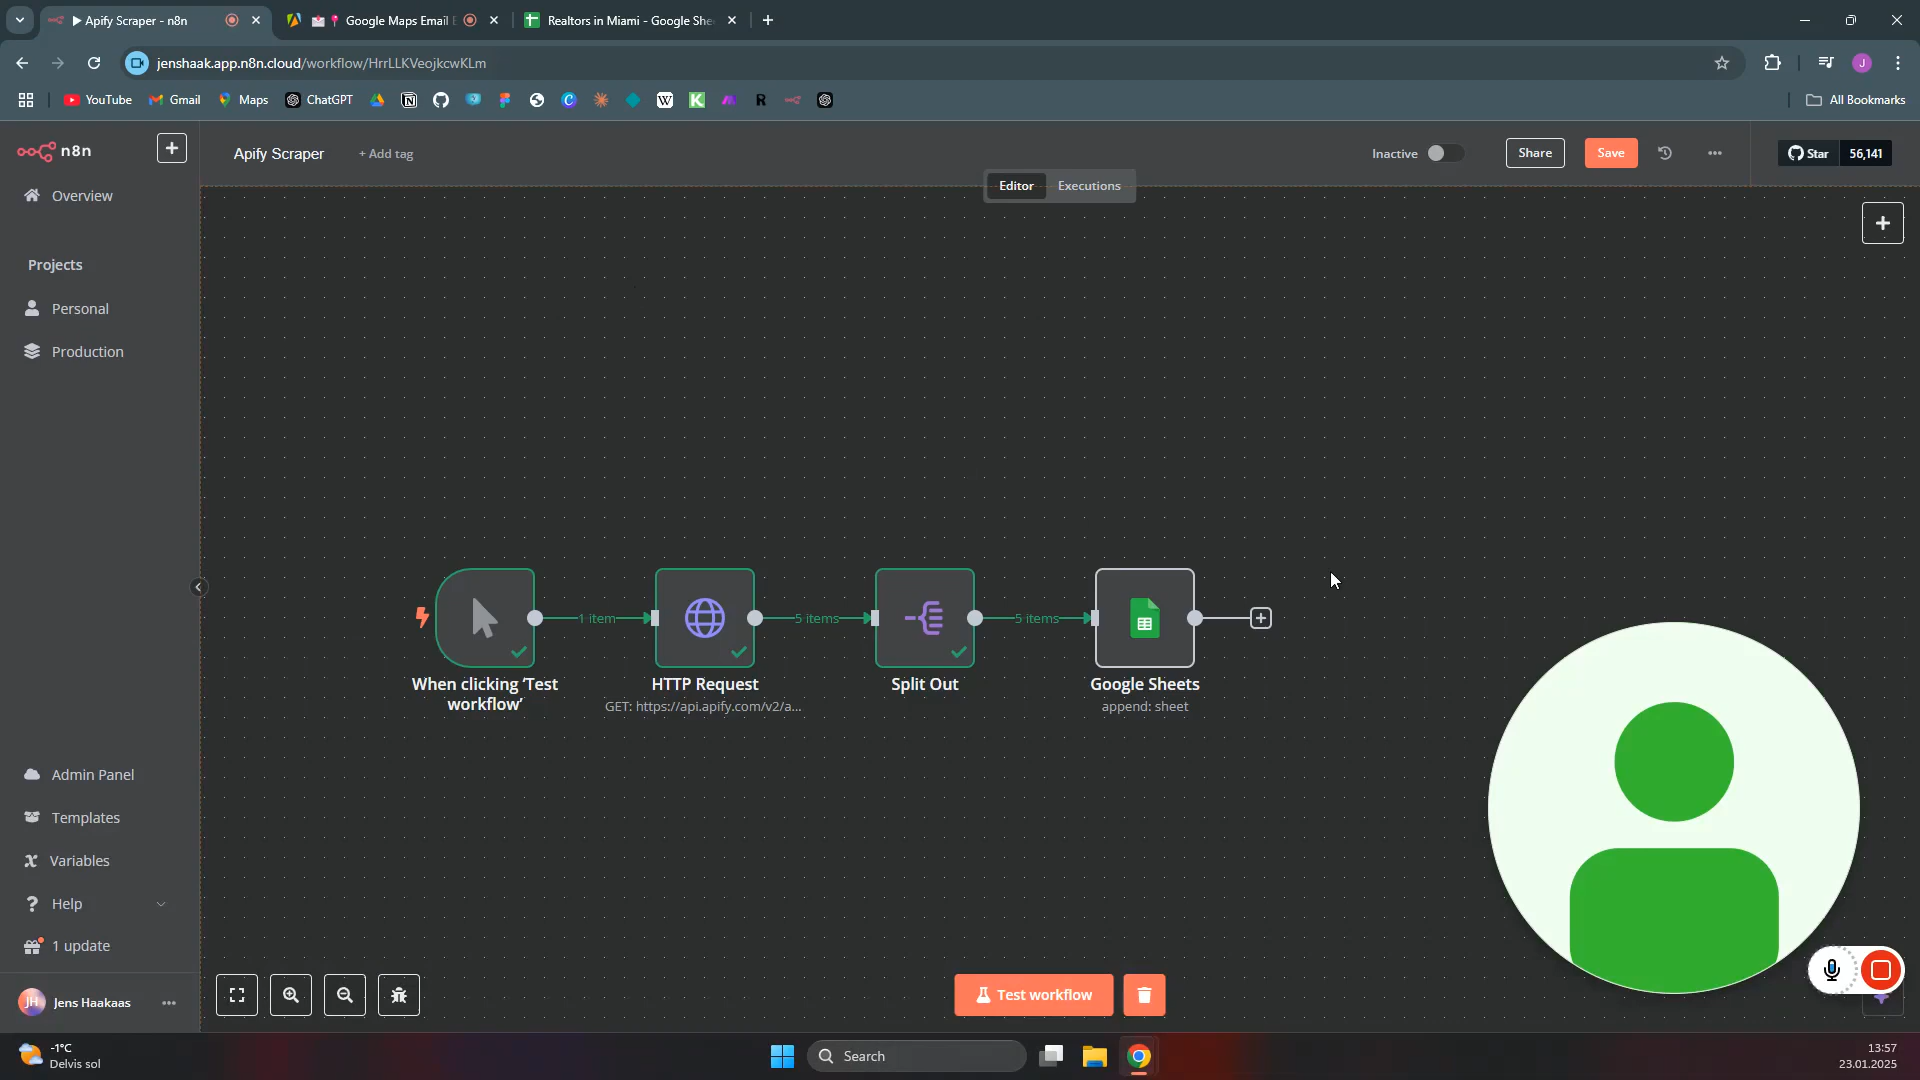 Apify Scraper - n8n
Google Maps Email E
Realtors in Miami - Google She
jenshaak.app.n8n.cloud/workflow/HrrLLKVeojkcwKLm
J
YouTube
Gmail
Maps
ChatGPT
All Bookmarks
n8n
Apify Scraper
+ Add tag
Inactive
Share
Save
Star
56,141
Editor
Executions
Overview
Projects
Personal
Production
1 item
5 items
5 items
When clicking ‘Test
workflow’
HTTP Request
GET: https://api.apify.com/v2/a...
Split Out
Google Sheets
append: sheet
Admin Panel
Templates
Variables
Help
1 update
JH
Jens Haakaas
Test workflow
-1°C
Delvis sol
Search
13:57
23.01.2025